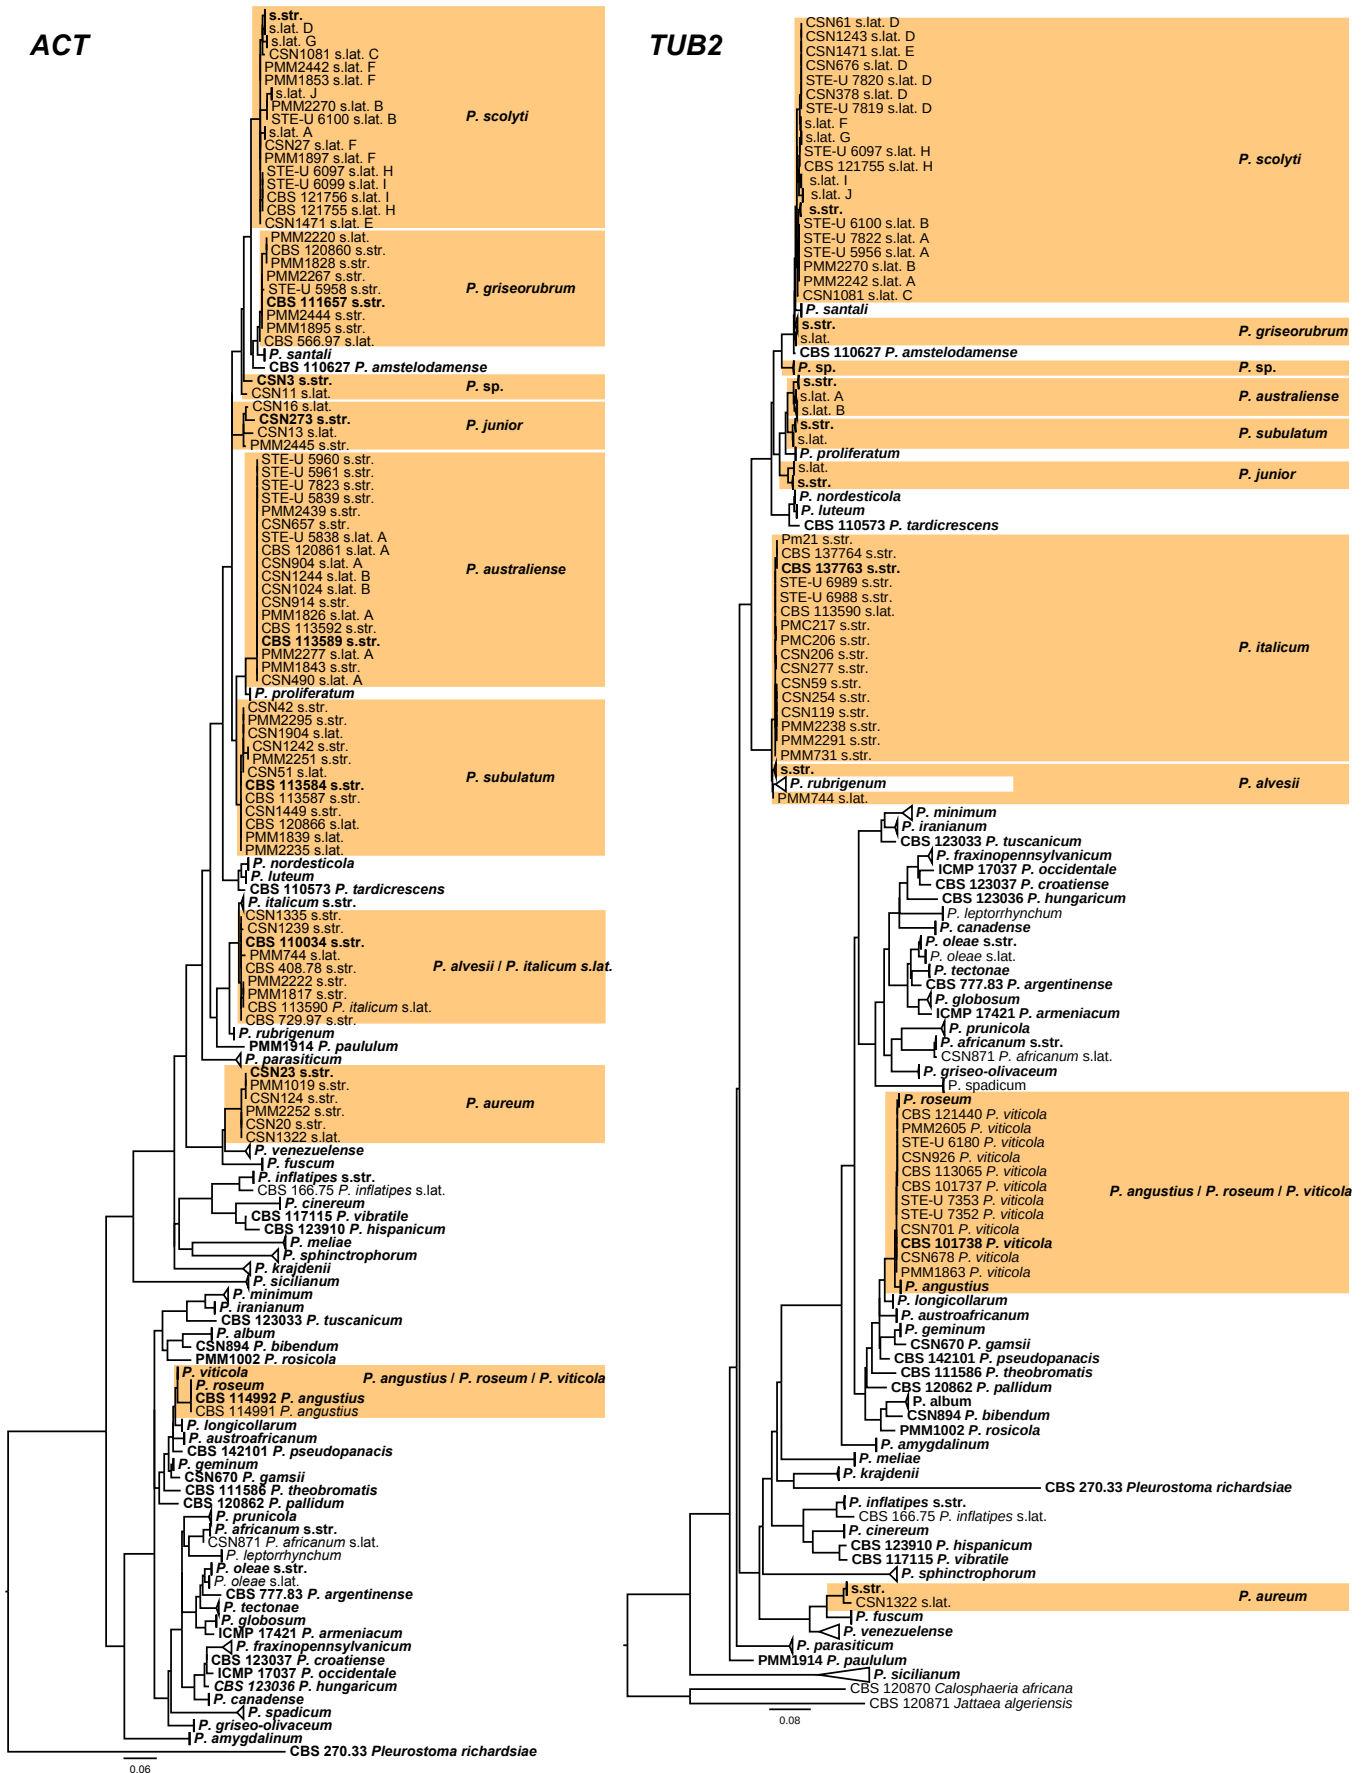 ACT
s.str.
s.lat. D
s.lat. G
CSN1081 s.lat. C
PMM2442 s.lat. F
PMM1853 s.lat. F
s.lat. J
PMM2270 s.lat. B
STE-U 6100 s.lat. B
P. scolyti
s.lat. A
CSN27 s.lat. F
PMM1897 s.lat. F
STE-U 6097 s.lat. H
STE-U 6099 s.lat. I
CBS 121756 s.lat. I
CBS 121755 s.lat. H
CSN1471 s.lat. E
PMM2220 s.lat.
CBS 120860 s.str.
PMM1828 s.str.
PMM2267 s.str.
STE-U 5958 s.str.
P. griseorubrum
CBS 111657 s.str.
PMM2444 s.str.
PMM1895 s.str.
CBS 566.97 s.lat.
P. santali
CBS 110627 P. amstelodamense
CSN3 s.str.
P. sp.
CSN11 s.lat.
CSN16 s.lat.
CSN273 s.str.
P. junior
CSN13 s.lat.
PMM2445 s.str.
STE-U 5960 s.str.
STE-U 5961 s.str.
STE-U 7823 s.str.
STE-U 5839 s.str.
PMM2439 s.str.
CSN657 s.str.
STE-U 5838 s.lat. A
CBS 120861 s.lat. A
CSN904 s.lat. A
P. australiense
CSN1244 s.lat. B
CSN1024 s.lat. B
CSN914 s.str.
PMM1826 s.lat. A
CBS 113592 s.str.
CBS 113589 s.str.
PMM2277 s.lat. A
PMM1843 s.str.
CSN490 s.lat. A
P. proliferatum
CSN42 s.str.
PMM2295 s.str.
CSN1904 s.lat.
CSN1242 s.str.
PMM2251 s.str.
CSN51 s.lat.
P. subulatum
CBS 113584 s.str.
CBS 113587 s.str.
CSN1449 s.str.
CBS 120866 s.lat.
PMM1839 s.lat.
PMM2235 s.lat.
P. nordesticola
P. luteum
CBS 110573 P. tardicrescens
P. italicum s.str.
CSN1335 s.str.
CSN1239 s.str.
CBS 110034 s.str.
PMM744 s.lat.
CBS 408.78 s.str.
P. alvesii / P. italicum s.lat.
PMM2222 s.str.
PMM1817 s.str.
CBS 113590 P. italicum s.lat.
CBS 729.97 s.str.
P. rubrigenum
PMM1914 P. paululum
P. parasiticum
CSN23 s.str.
PMM1019 s.str.
CSN124 s.str.
P. aureum
PMM2252 s.str.
CSN20 s.str.
CSN1322 s.lat.
P. venezuelense
P. fuscum
P. inflatipes s.str.
CBS 166.75 P. inflatipes s.lat.
P. cinereum
CBS 117115 P. vibratile
CBS 123910 P. hispanicum
P. meliae
P. sphinctrophorum
P. krajdenii
P. sicilianum
P. minimum
P. iranianum
CBS 123033 P. tuscanicum
P. album
CSN894 P. bibendum
PMM1002 P. rosicola
P. viticola
P. angustius / P. roseum / P. viticola
P. roseum
CBS 114992 P. angustius
CBS 114991 P. angustius
P. longicollarum
P. austroafricanum
CBS 142101 P. pseudopanacis
P. geminum
CSN670 P. gamsii
CBS 111586 P. theobromatis
CBS 120862 P. pallidum
P. prunicola
P. africanum s.str.
CSN871 P. africanum s.lat.
P. leptorrhynchum
P. oleae s.str.
P. oleae s.lat.
CBS 777.83 P. argentinense
P. tectonae
P. globosum
ICMP 17421 P. armeniacum
P. fraxinopennsylvanicum
CBS 123037 P. croatiense
ICMP 17037 P. occidentale
CBS 123036 P. hungaricum
P. canadense
P. spadicum
P. griseo-olivaceum
P. amygdalinum
CBS 270.33 Pleurostoma richardsiae
0.06
TUB2
CSN61 s.lat. D
CSN1243 s.lat. D
CSN1471 s.lat. E
CSN676 s.lat. D
STE-U 7820 s.lat. D
CSN378 s.lat. D
STE-U 7819 s.lat. D
s.lat. F
s.lat. G
STE-U 6097 s.lat. H
P. scolyti
CBS 121755 s.lat. H
s.lat. I
s.lat. J
s.str.
STE-U 6100 s.lat. B
STE-U 7822 s.lat. A
STE-U 5956 s.lat. A
PMM2270 s.lat. B
PMM2242 s.lat. A
CSN1081 s.lat. C
P. santali
s.str.
P. griseorubrum
s.lat.
CBS 110627 P. amstelodamense
P. sp.
P. sp.
s.str.
s.lat. A
P. australiense
s.lat. B
s.str.
P. subulatum
s.lat.
P. proliferatum
s.lat.
P. junior
s.str.
P. nordesticola
P. luteum
CBS 110573 P. tardicrescens
Pm21 s.str.
CBS 137764 s.str.
CBS 137763 s.str.
STE-U 6989 s.str.
STE-U 6988 s.str.
CBS 113590 s.lat.
PMC217 s.str.
PMC206 s.str.
P. italicum
CSN206 s.str.
CSN277 s.str.
CSN59 s.str.
CSN254 s.str.
CSN119 s.str.
PMM2238 s.str.
PMM2291 s.str.
PMM731 s.str.
s.str.
P. rubrigenum
P. alvesii
PMM744 s.lat.
P. minimum
P. iranianum
CBS 123033 P. tuscanicum
P. fraxinopennsylvanicum
ICMP 17037 P. occidentale
CBS 123037 P. croatiense
CBS 123036 P. hungaricum
P. leptorrhynchum
P. canadense
P. oleae s.str.
P. oleae s.lat.
P. tectonae
CBS 777.83 P. argentinense
P. globosum
ICMP 17421 P. armeniacum
P. prunicola
P. africanum s.str.
CSN871 P. africanum s.lat.
P. griseo-olivaceum
P. spadicum
P. roseum
CBS 121440 P. viticola
PMM2605 P. viticola
STE-U 6180 P. viticola
CSN926 P. viticola
CBS 113065 P. viticola
CBS 101737 P. viticola
P. angustius / P. roseum / P. viticola
STE-U 7353 P. viticola
STE-U 7352 P. viticola
CSN701 P. viticola
CBS 101738 P. viticola
CSN678 P. viticola
PMM1863 P. viticola
P. angustius
P. longicollarum
P. austroafricanum
P. geminum
CSN670 P. gamsii
CBS 142101 P. pseudopanacis
CBS 111586 P. theobromatis
CBS 120862 P. pallidum
P. album
CSN894 P. bibendum
PMM1002 P. rosicola
P. amygdalinum
P. meliae
P. krajdenii
CBS 270.33 Pleurostoma richardsiae
P. inflatipes s.str.
CBS 166.75 P. inflatipes s.lat.
P. cinereum
CBS 123910 P. hispanicum
CBS 117115 P. vibratile
P. sphinctrophorum
s.str.
P. aureum
CSN1322 s.lat.
P. fuscum
P. venezuelense
P. parasiticum
PMM1914 P. paululum
P. sicilianum
CBS 120870 Calosphaeria africana
CBS 120871 Jattaea algeriensis
0.08